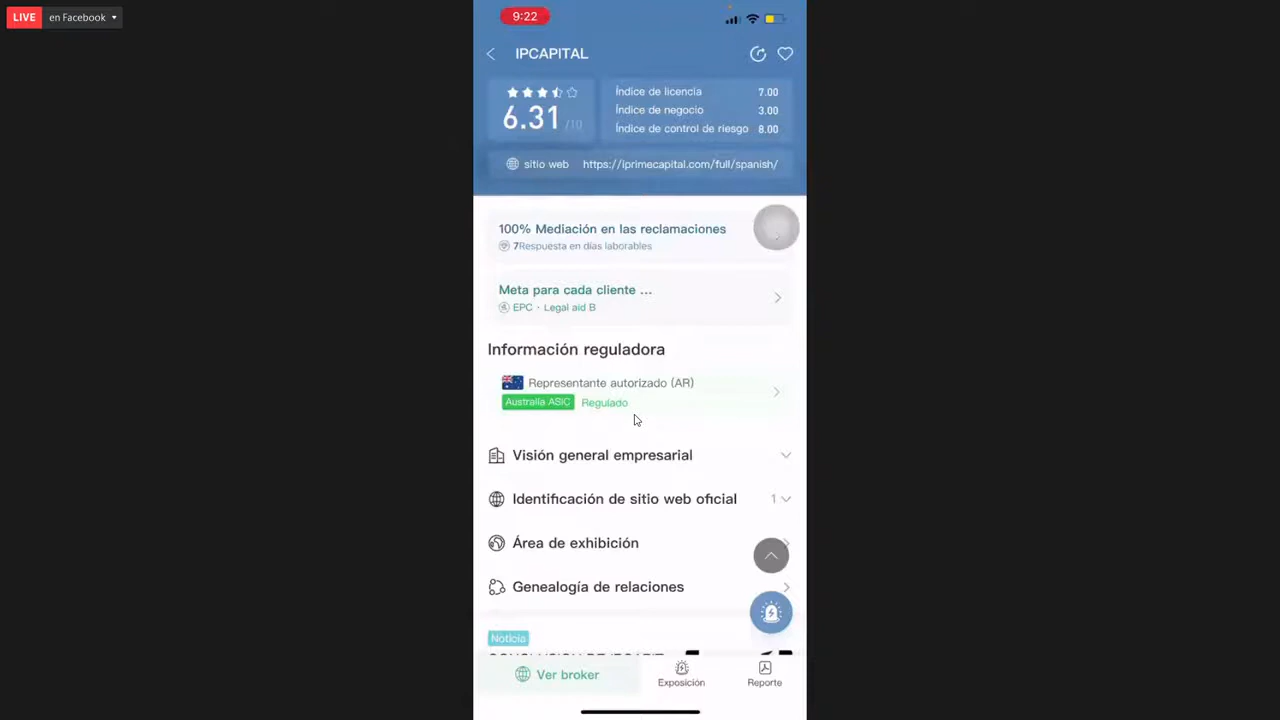 LIVE en Facebook
9:22
IPCAPITAL
6.31 /10
Índice de licencia 7.00
Índice de negocio 3.00
Índice de control de riesgo 8.00
sitio web https://iprimecapital.com/full/spanish/
100% Mediación en las reclamaciones
7Respuesta en días laborables
Meta para cada cliente ...
EPC · Legal aid B
Información reguladora
Representante autorizado (AR)
Australia ASIC Regulado
Visión general empresarial
Identificación de sitio web oficial 1
Área de exhibición
Genealogía de relaciones
Noticia
Ver broker
Exposición
Reporte